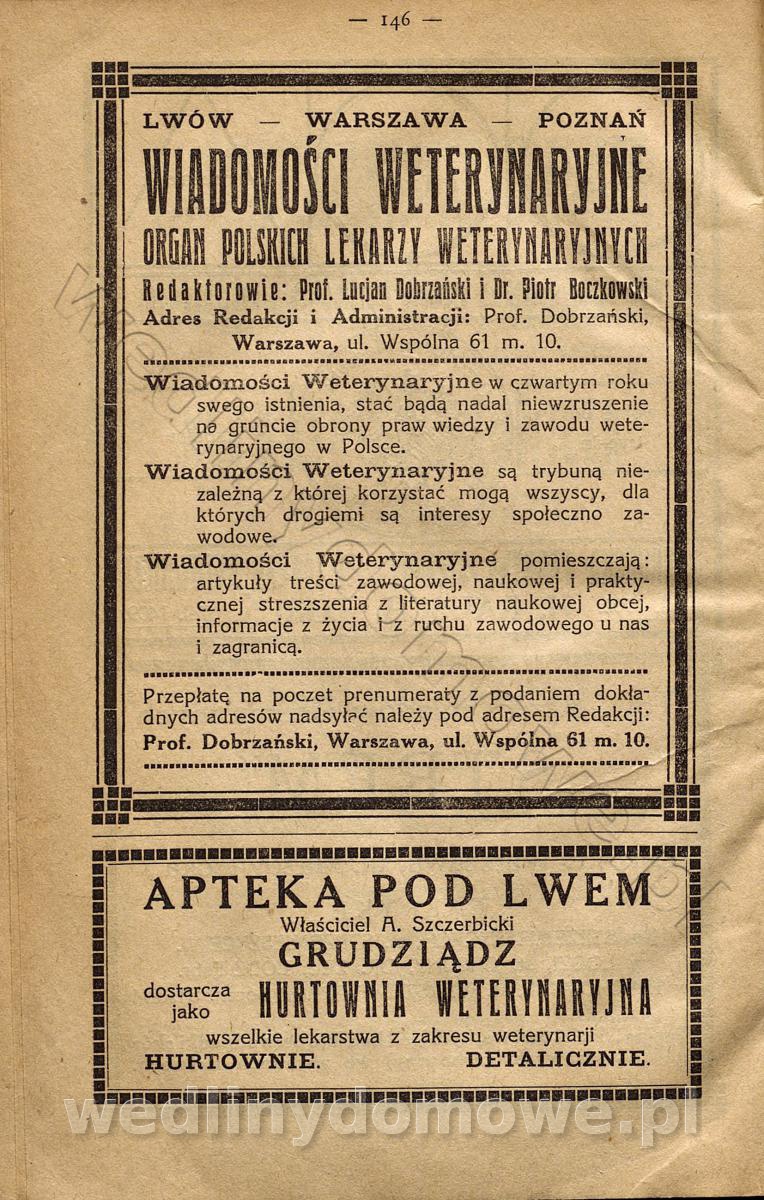 — 146 —
LWÓW — WARSZAWA — POZNAŃ
WIADOMOŚCI WETERYNARYJNE
ORGAN POLSKICH LEKARZY WETERYNARYJNYCH
Redaktorowie: Prof. Lucjan Dobrzański i Dr. Piotr Boczkowski
Adres Redakcji i Administracji: Prof. Dobrzański,
Warszawa, ul. Wspólna 61 m. 10.
Wiadomości Weterynaryjne w czwartym roku
swego istnienia, stać bądą nadal niewzruszenie
na gruncie obrony praw wiedzy i zawodu wete-
rynaryjnego w Polsce.
Wiadomości Weterynaryjne są trybuną nie-
zależną z której korzystać mogą wszyscy, dla
których drogiemi są interesy społeczno za-
wodowe.
Wiadomości Weterynaryjne pomieszczają:
artykuły treści zawodowej, naukowej i prakty-
cznej streszszenia z literatury naukowej obcej,
informacje z życia i z ruchu zawodowego u nas
i zagranicą.
Przepłatę na poczet prenumeraty z podaniem dokła-
dnych adresów nadsyłać należy pod adresem Redakcji:
Prof. Dobrzański, Warszawa, ul. Wspólna 61 m. 10.
APTEKA POD LWEM
Właściciel A. Szczerbicki
GRUDZIĄDZ
dostarcza jako HURTOWNIA WETERYNARYJNA
wszelkie lekarstwa z zakresu weterynarji
HURTOWNIE. DETALICZNIE.
wedlinydomowe.pl
wedlinydomowe.pl